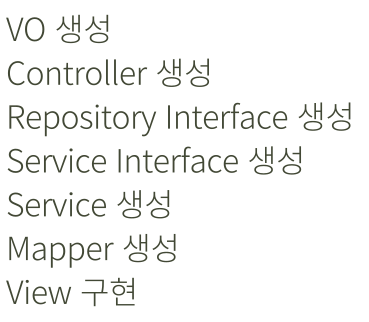 VO 생성
Controller 생성
Repository Interface 생성
Service Interface 생성
Service 생성
Mapper 생성
View 구현